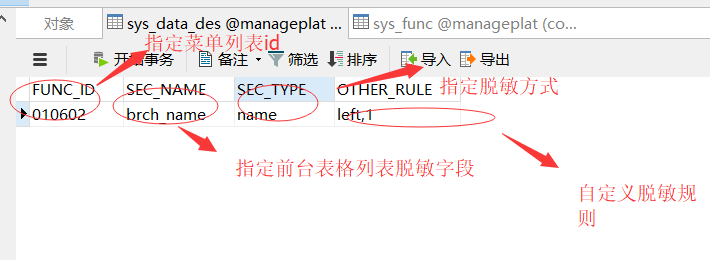 对象
sys_data_des @manageplat ...
sys_func @manageplat (co...
开始事务
备注
筛选
排序
导入
导出
指定菜单列表id
FUNC_ID
SEC_NAME
SEC_TYPE
OTHER_RULE
指定脱敏方式
010602
brch_name
name
left,1
指定前台表格列表脱敏字段
自定义脱敏规
则